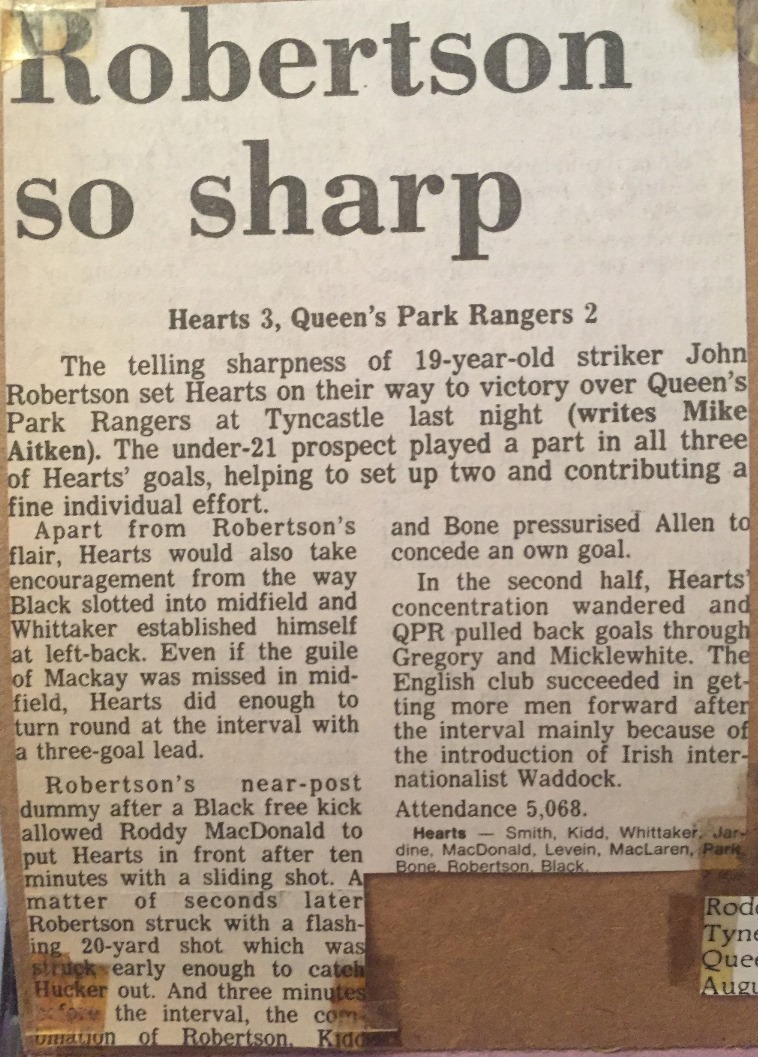 Robertson
so sharp
Hearts 3, Queen's Park Rangers 2
The telling sharpness of 19-year-old striker John
Robertson set Hearts on their way to victory over Queen's
Park Rangers at Tyncastle last night (writes Mike
Aitken). The under-21 prospect played a part in all three
of Hearts' goals, helping to set up two and contributing a
fine individual effort.
Apart from Robertson's
flair, Hearts would also take
encouragement from the way
Black slotted into midfield and
Whittaker established himself
at left-back. Even if the guile
of Mackay was missed in mid-
field, Hearts did enough to
turn round at the interval with
a three-goal lead.
Robertson's near-post
dummy after a Black free kick
allowed Roddy MacDonald to
put Hearts in front after ten
minutes with a sliding shot. A
matter of seconds later
Robertson struck with a flash-
ing 20-yard shot which was
struck early enough to catch
Hucker out. And three minutes
before the interval, the com-
bination of Robertson, Kidd
and Bone pressurised Allen to
concede an own goal.
In the second half, Hearts'
concentration wandered and
QPR pulled back goals through
Gregory and Micklewhite. The
English club succeeded in get-
ting more men forward after
the interval mainly because of
the introduction of Irish inter-
nationalist Waddock.
Attendance 5,068.
Hearts — Smith, Kidd, Whittaker, Jar-
dine, MacDonald, Levein, MacLaren, Park,
Bone, Robertson, Black.
Rod
Tyne
Quee
Augu